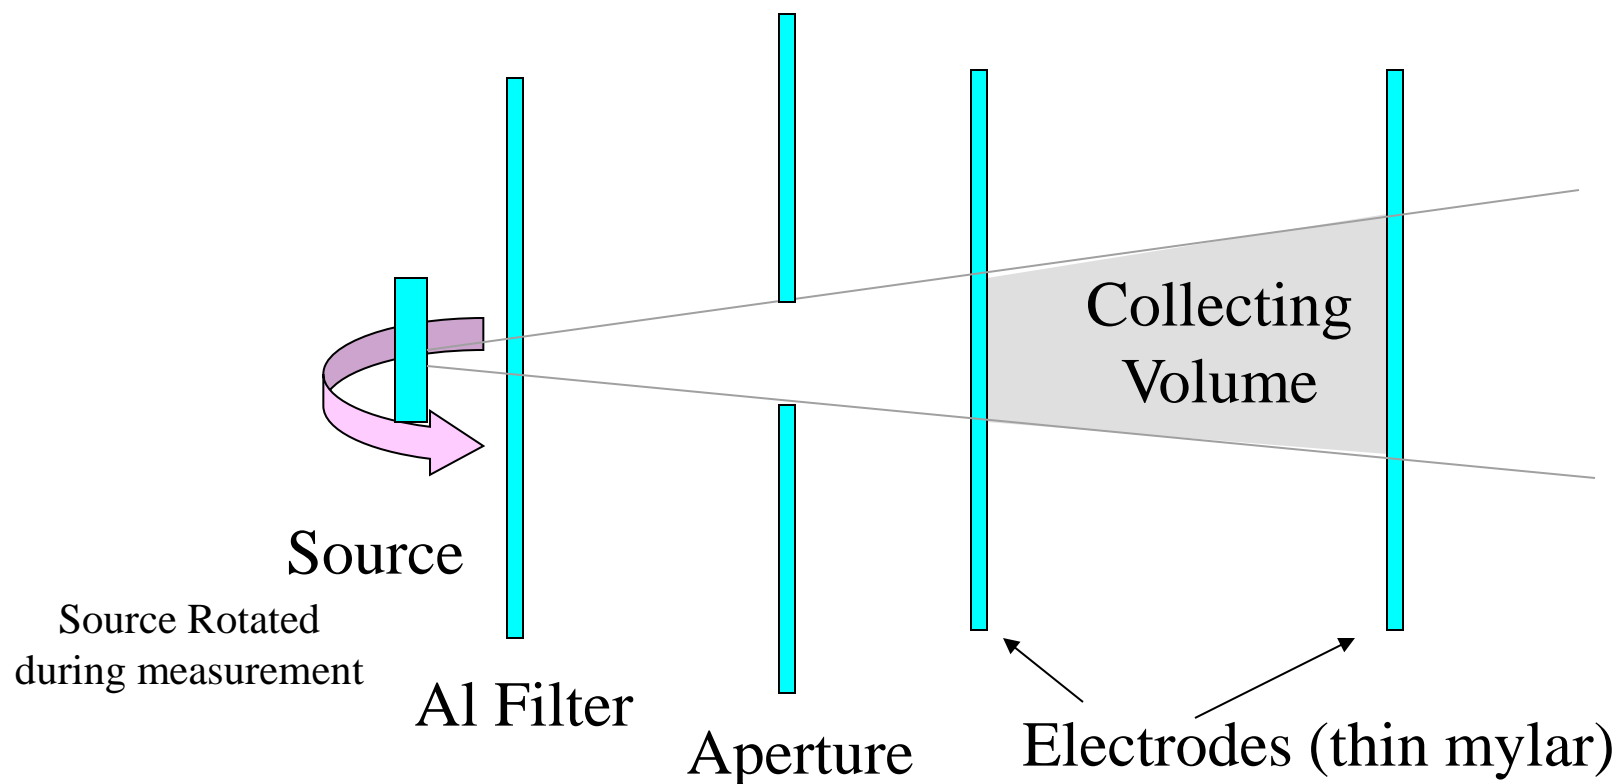 Collecting
Volume
Source
Source Rotated
during measurement
Al Filter
Aperture
Electrodes (thin mylar)